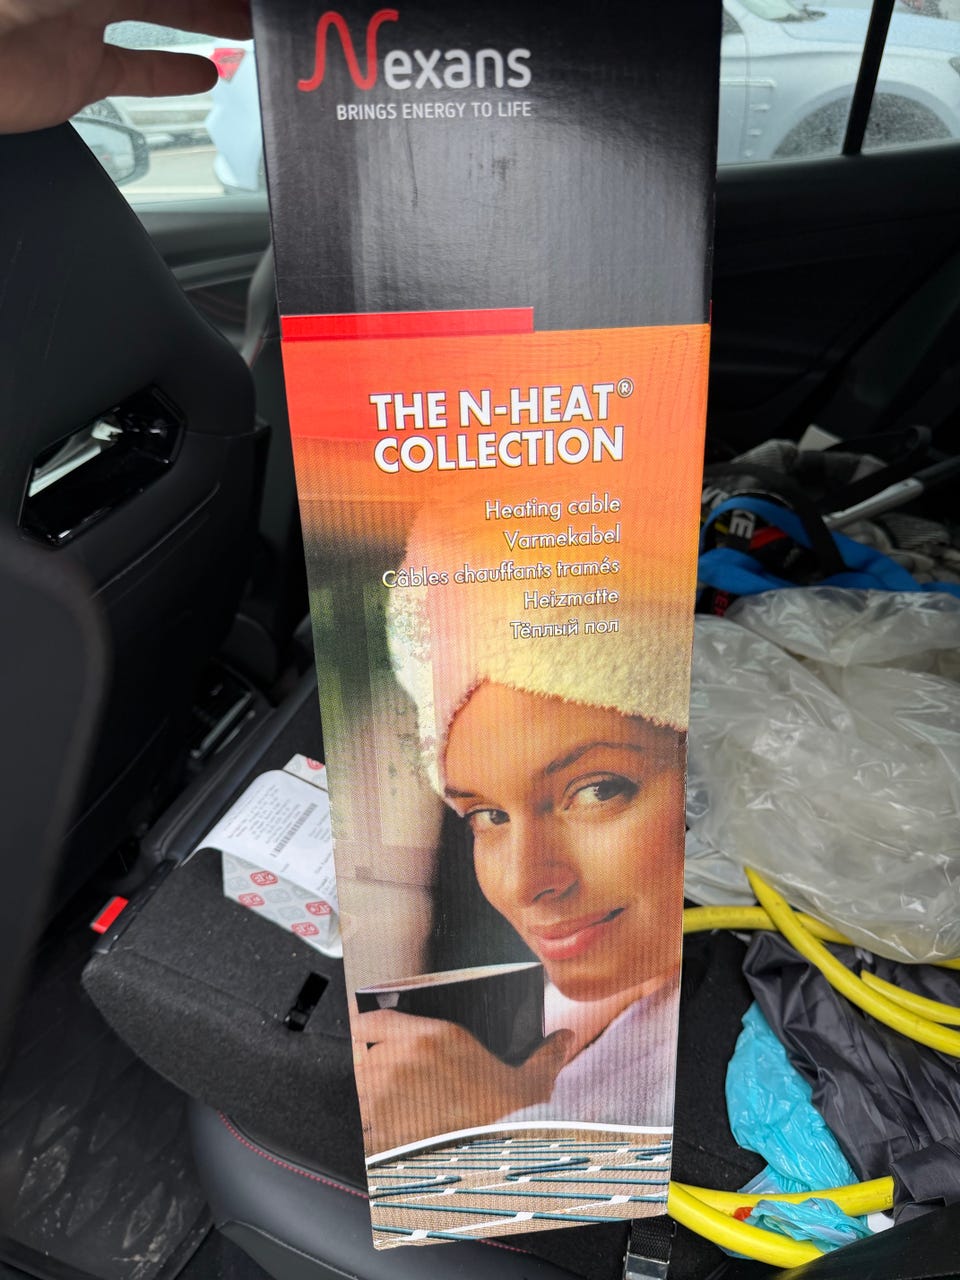 Nexans
BRINGS ENERGY TO LIFE
THE N-HEAT®
COLLECTION
Heating cable
Varmekabel
Câbles chauffants tramés
Heizmatte
Тёплый пол